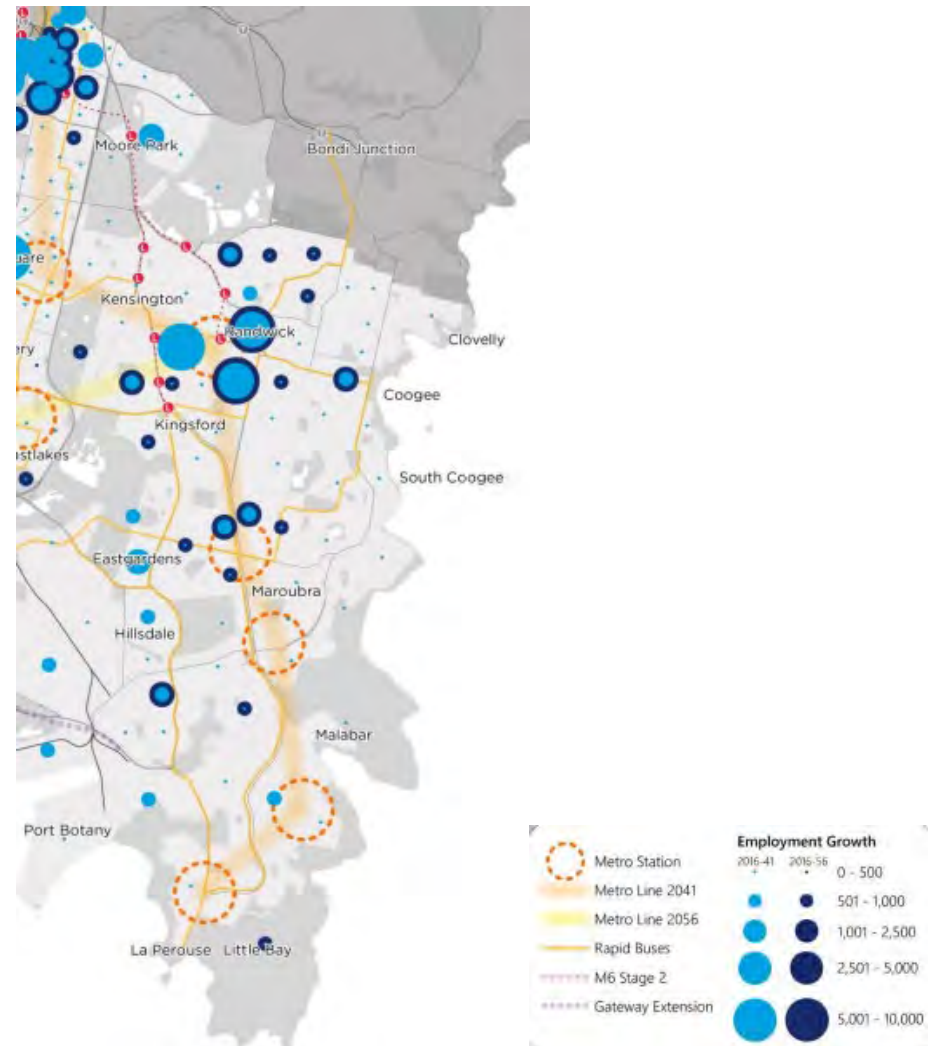 Moore Park
Bondi Junction
uare
Kensington
Randwick
Clovelly
ery
Coogee
Kingsford
astlakes
South Coogee
Eastgardens
Maroubra
Hillsdale
Malabar
Port Botany
La Perouse
Little Bay
L
L
L
L
L
L
L
L
L
Metro Station
Metro Line 2041
Metro Line 2056
Rapid Buses
M6 Stage 2
Gateway Extension
Employment Growth
2016-41 2016-56
0 - 500
501 - 1,000
1,001 - 2,500
2,501 - 5,000
5,001 - 10,000